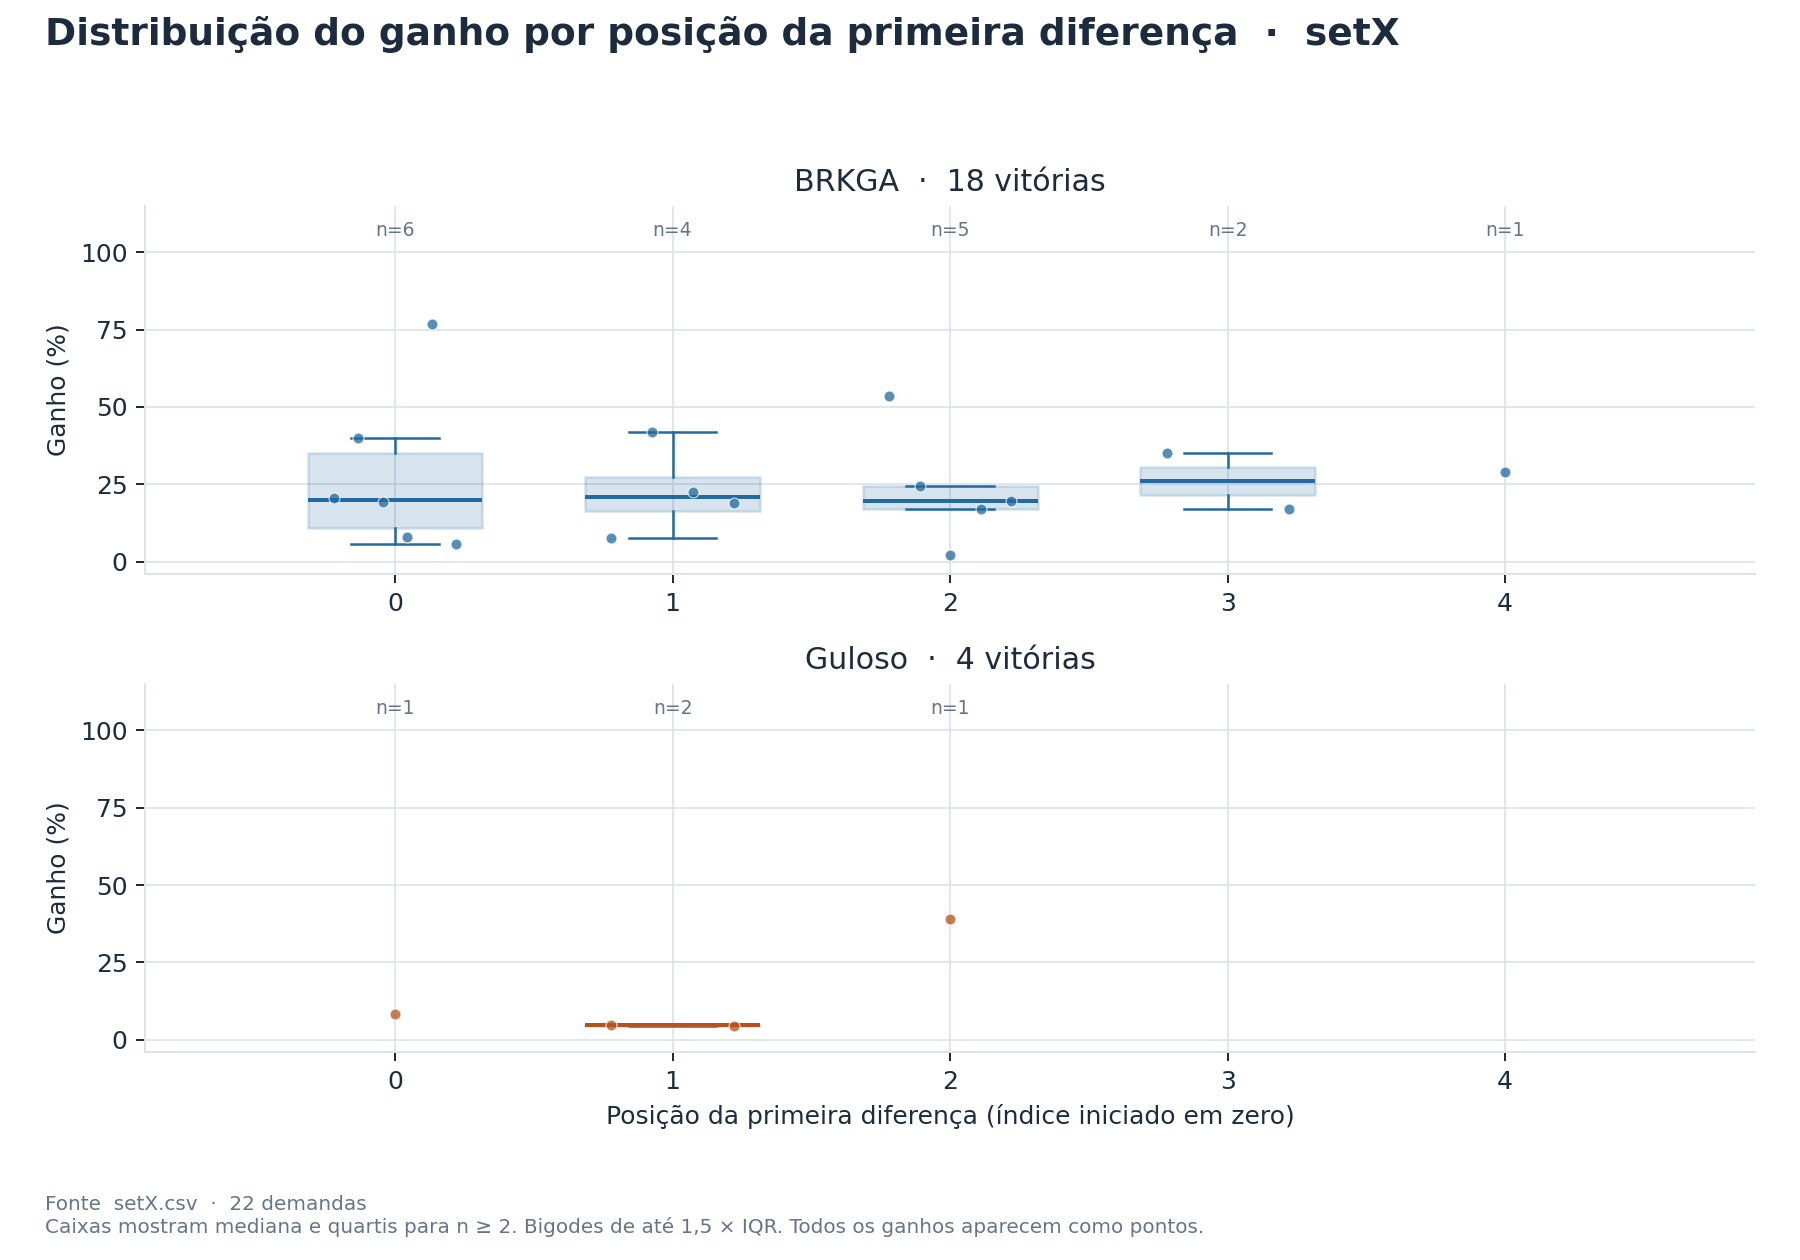 Distribuição do ganho por posição da primeira diferença · setX
BRKGA · 18 vitórias
n=6 n=4 n=5 n=2 n=1
100
75
50
25
0
Ganho (%)
0 1 2 3 4
Guloso · 4 vitórias
n=1 n=2 n=1
100
75
50
25
0
Ganho (%)
0 1 2 3 4
Posição da primeira diferença (índice iniciado em zero)
Fonte setX.csv · 22 demandas
Caixas mostram mediana e quartis para n ≥ 2. Bigodes de até 1,5 × IQR. Todos os ganhos aparecem como pontos.